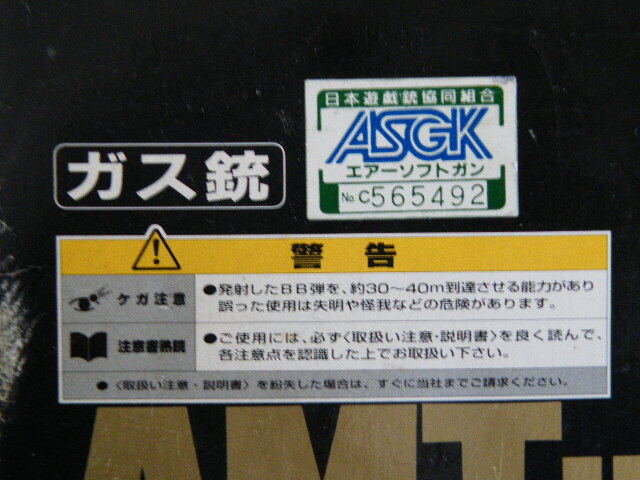 日本遊戯銃協同組合
ASGK
エアーソフトガン
No.C565492
ガス銃
警告
ケガ注意
●発射したBB弾を、約30〜40m到達させる能力があり
誤った使用は失明や怪我などの危険があります。
注意書熟読
●ご使用には、必ず〈取扱い注意・説明書〉を良く読んで、
各注意点を認識した上でお取扱い下さい。
●〈取扱い注意・説明書〉を紛失した場合は、すぐに当社までご請求ください。
AMT